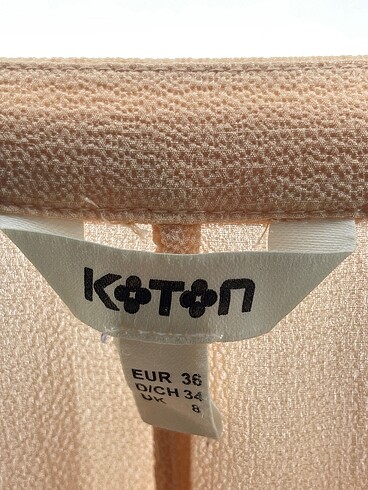 KOTON
EUR 36
D/CH 34
UK 8